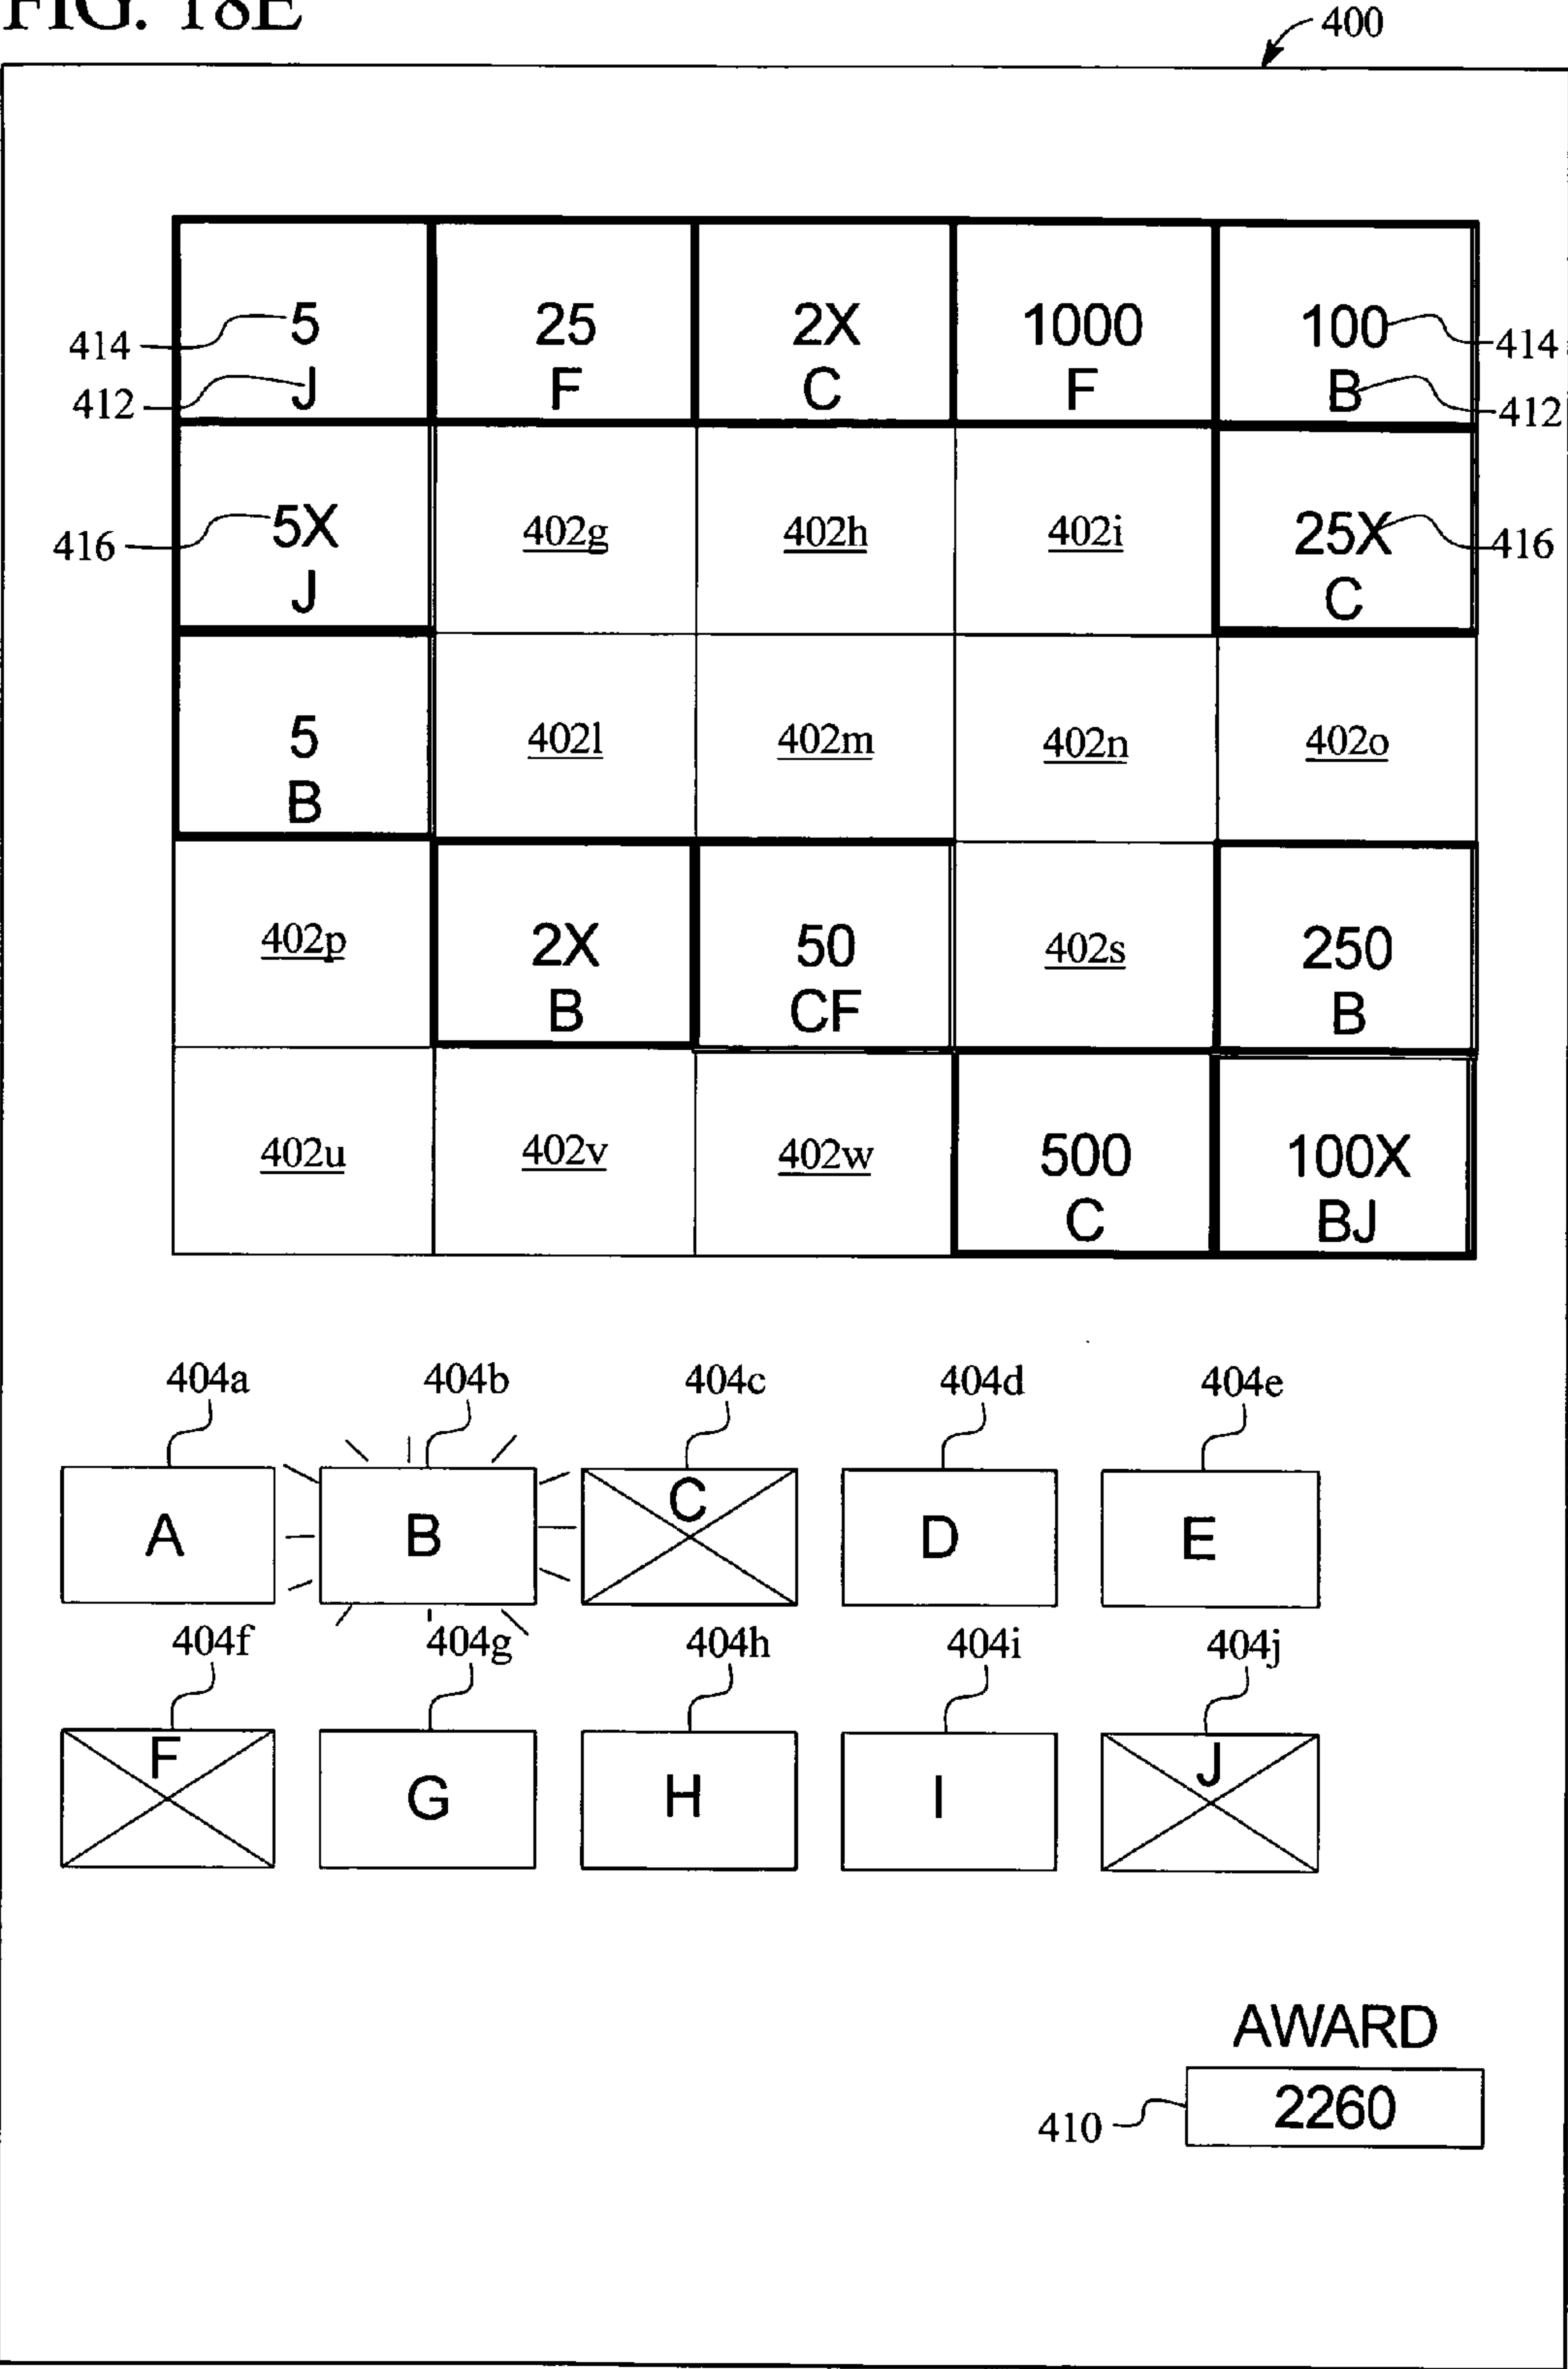 FIG. 18E
400
5 25 2X 1000 100
414 414
J F C F B
412 412
5X 402g 402h 402i 25X
416 416
J C
5 402l 402m 402n 402o
B
402p 2X 50 402s 250
B CF B
402u 402v 402w 500 100X
C BJ
404a 404b 404c 404d 404e
A B C D E
404f 404g 404h 404i 404j
F G H I J
AWARD
410 2260